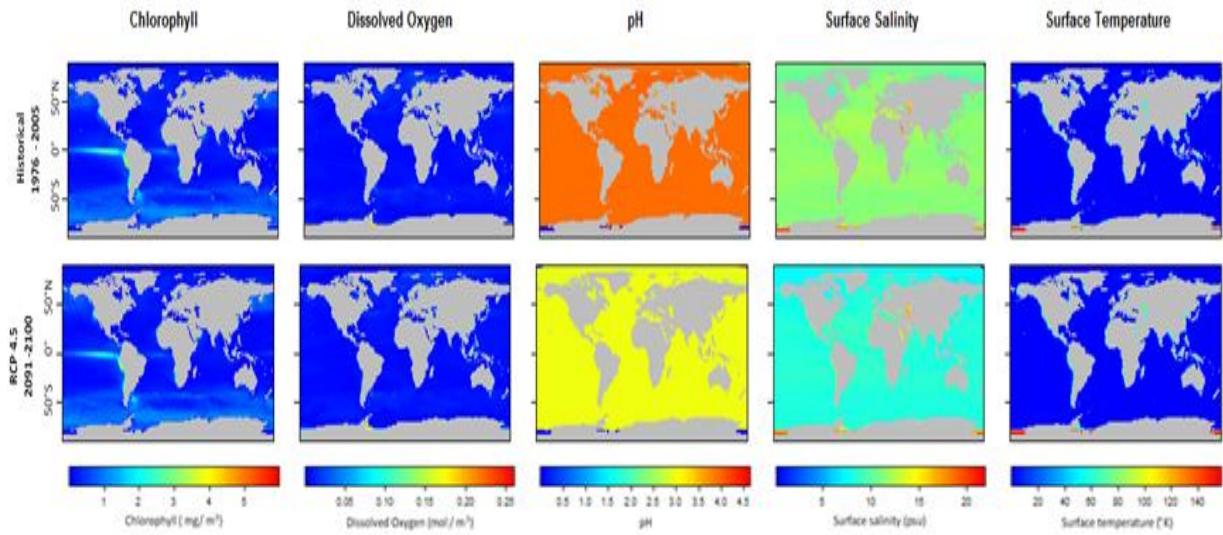 Chlorophyll Dissolved Oxygen pH Surface Salinity Surface Temperature
Historical
1976 - 2005
50°N
0°
50°S
RCP 4.5
2091 -2100
50°N
0°
50°S
1 2 3 4 5
0.05 0.10 0.15 0.20 0.25
0.5 1.0 1.5 2.0 2.5 3.0 3.5 4.0 4.5
5 10 15 20
20 40 60 80 100 120 140
Chlorophyll ( mg/ m³)
Dissolved Oxygen (mol / m³)
pH
Surface salinity (psu)
Surface temperature (°K)